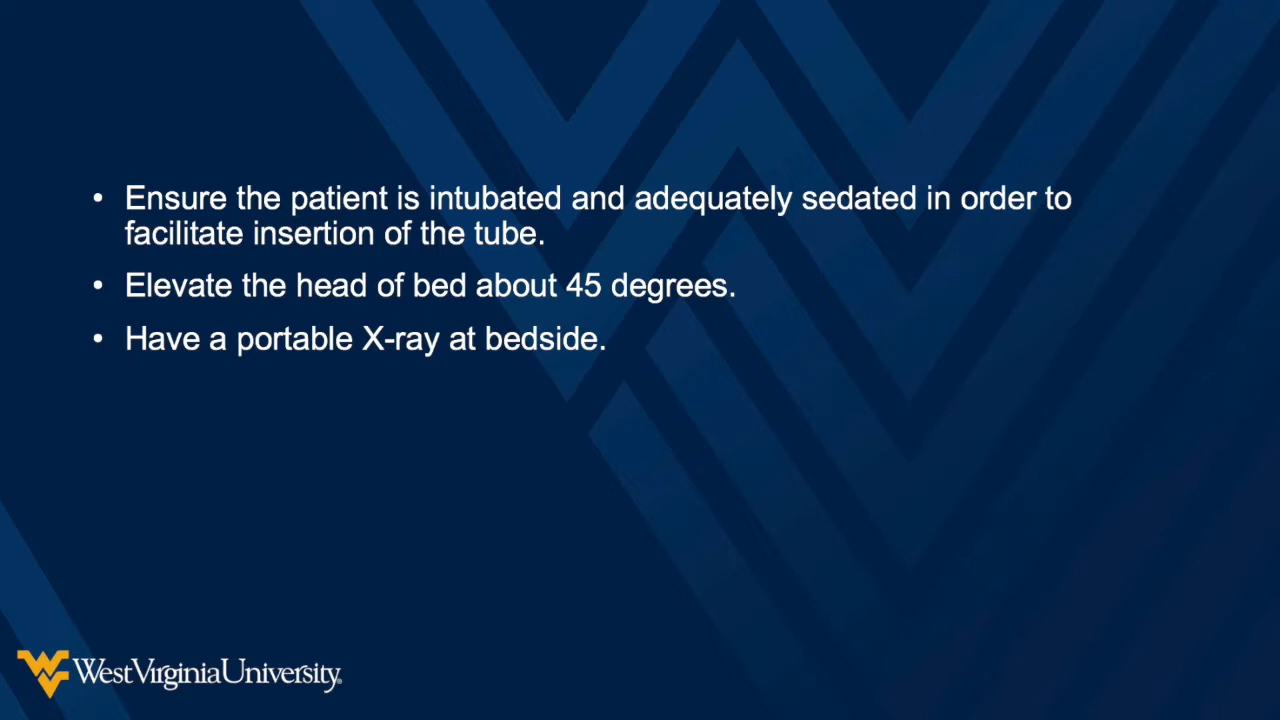 • Ensure the patient is intubated and adequately sedated in order to
facilitate insertion of the tube.
• Elevate the head of bed about 45 degrees.
• Have a portable X-ray at bedside.
WestVirginiaUniversity®